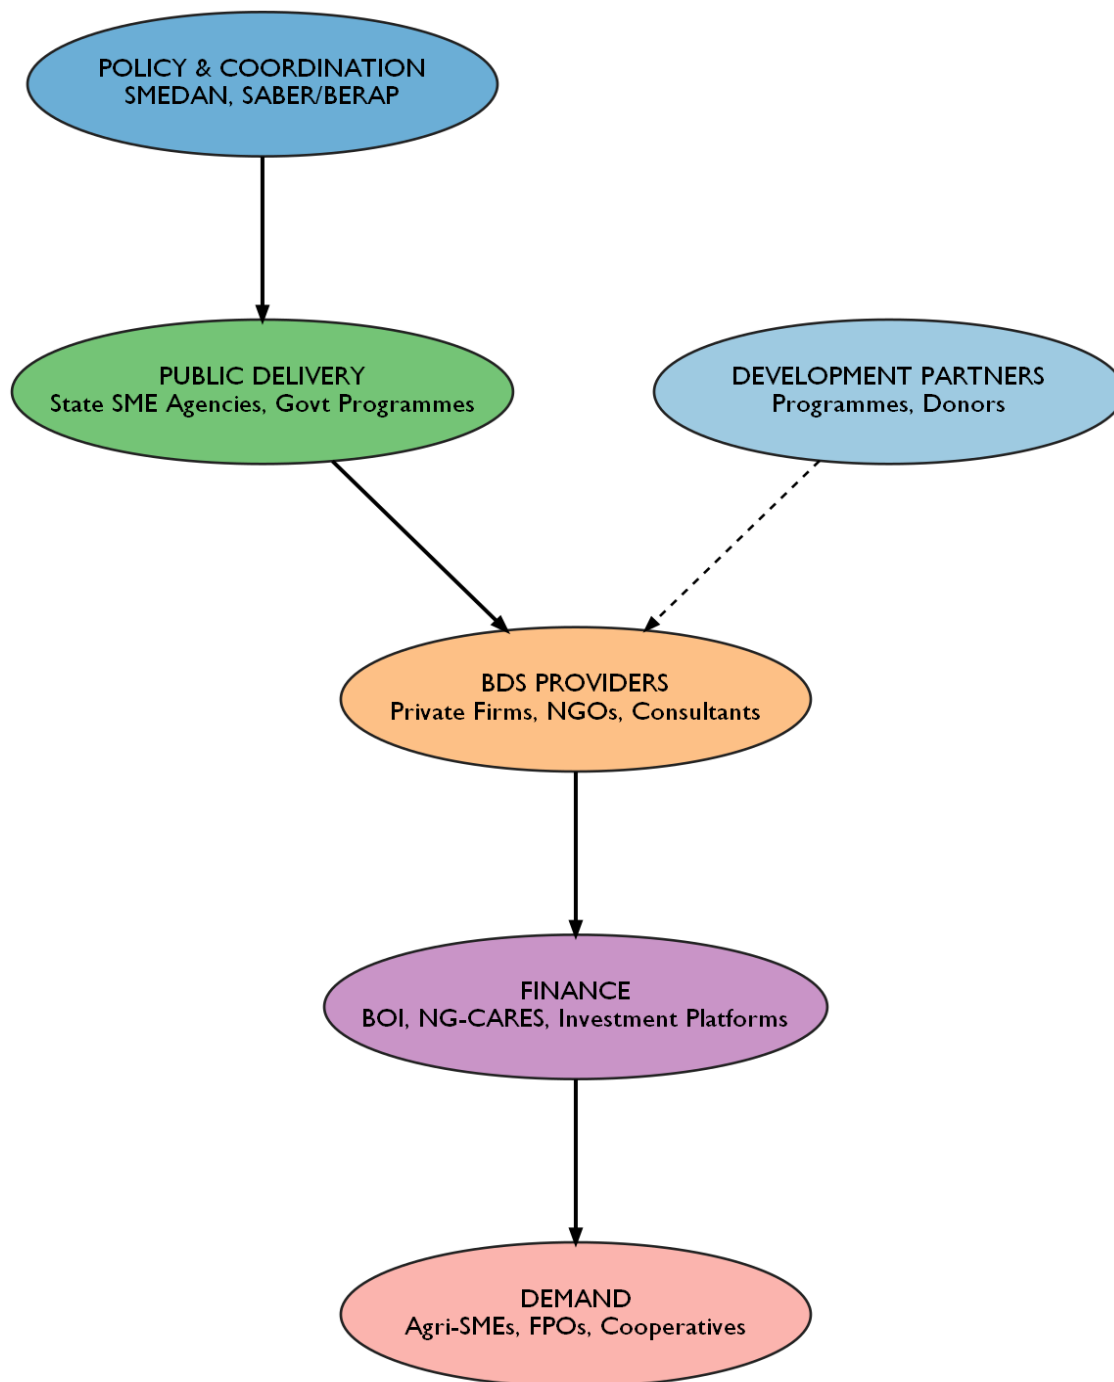 POLICY & COORDINATION
SMEDAN, SABER/BERAP
PUBLIC DELIVERY
State SME Agencies, Govt Programmes
DEVELOPMENT PARTNERS
Programmes, Donors
BDS PROVIDERS
Private Firms, NGOs, Consultants
FINANCE
BOI, NG-CARES, Investment Platforms
DEMAND
Agri-SMEs, FPOs, Cooperatives